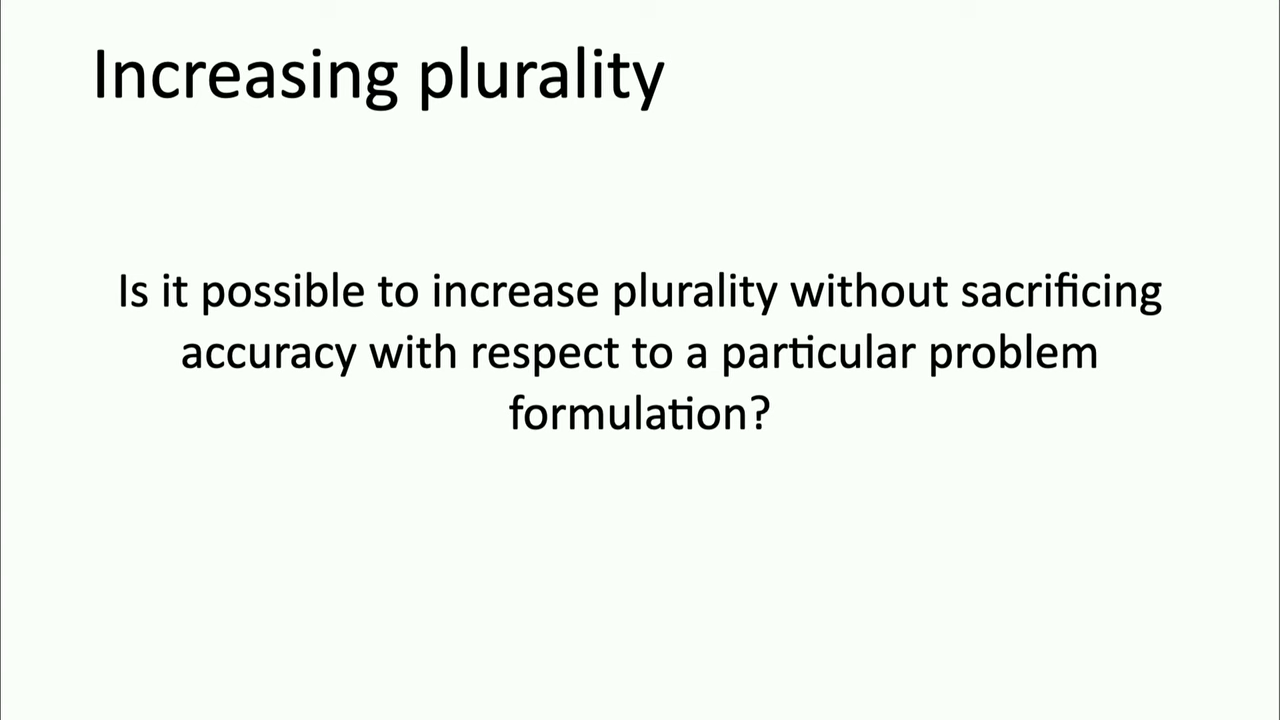 Increasing plurality
Is it possible to increase plurality without sacrificing
accuracy with respect to a particular problem
formulation?